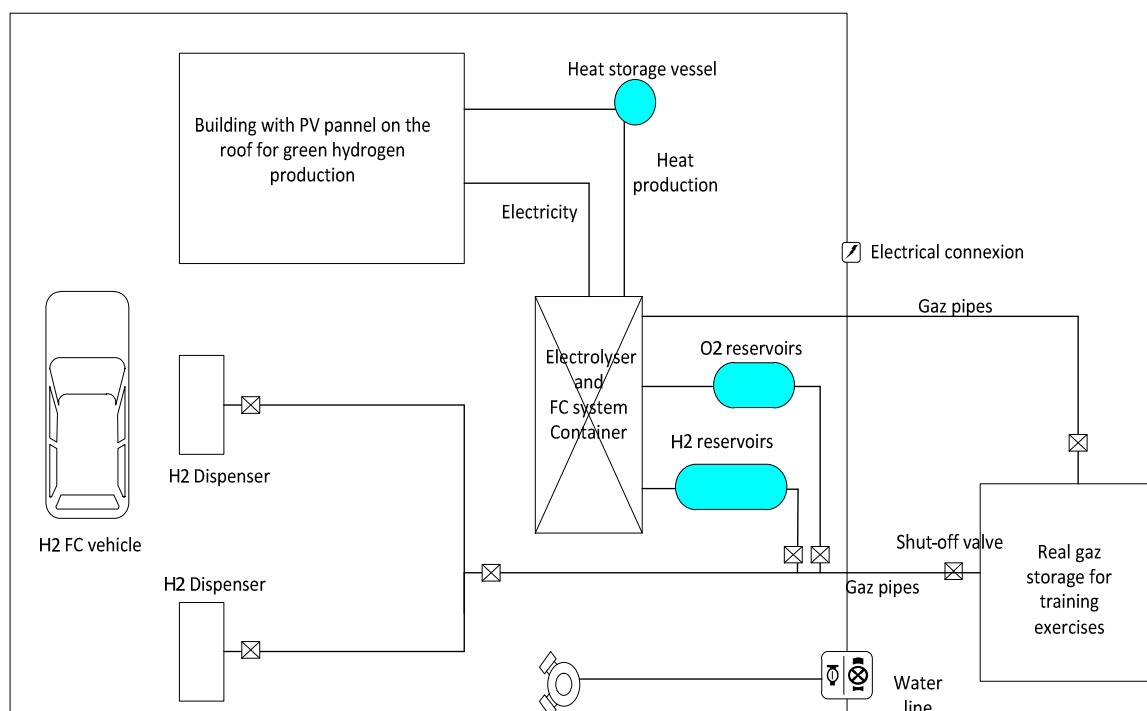 Heat storage vessel
Building with PV pannel on the
roof for green hydrogen
production
Heat
production
Electricity
Electrical connexion
Gaz pipes
O2 reservoirs
Electrolyser
and
FC system
Container
H2 reservoirs
H2 Dispenser
H2 FC vehicle
Shut-off valve
Real gaz
storage for
training
exercises
H2 Dispenser
Gaz pipes
Water
line